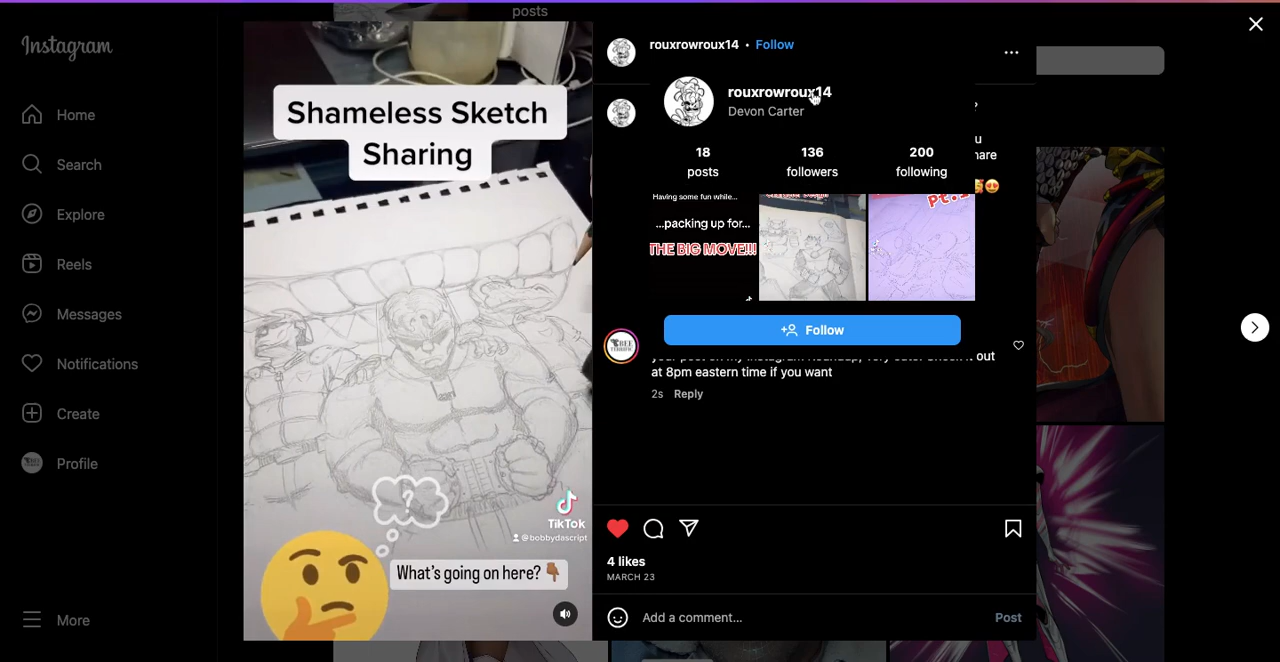 posts
Instagram
Home
Search
Explore
Reels
Messages
Notifications
Create
Profile
More
Shameless Sketch
Sharing
?
TikTok
@bobbydascript
What's going on here? 👇🏾
rouxrowroux14 • Follow
rouxrowroux14
Devon Carter
18
posts
136
followers
200
following
Having some fun while...
...packing up for...
THE BIG MOVE!!!
Follow
out
at 8pm eastern time if you want
2s Reply
4 likes
MARCH 23
Add a comment...
Post